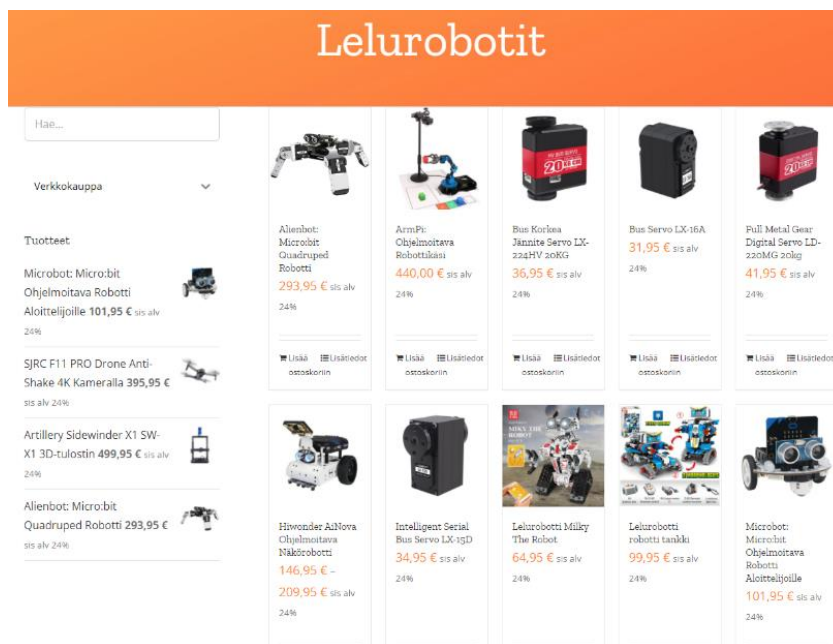 Lelurobotit
Hae...
Verkkokauppa
Tuotteet
Microbot: Micro:bit
Ohjelmoitava Robotti
Aloittelijoille 101,95 € sis alv
24%
SJRC F11 PRO Drone Anti-
Shake 4K Kameralla 395,95 €
sis alv 24%
Artillery Sidewinder X1 SW-
X1 3D-tulostin 499,95 € sis alv
24%
Alienbot: Micro:bit
Quadruped Robotti 293,95 €
sis alv 24%
Alienbot:
Micro:bit
Quadruped
Robotti
293,95 € sis alv
24%
Lisää
ostoskoriin
Lisätiedot
ArmPi:
Ohjelmoitava
Robottikäsi
440,00 € sis alv
24%
Lisää
ostoskoriin
Lisätiedot
20
Bus Korkea
Jännite Servo LX-
224HV 20KG
36,95 € sis alv
24%
Lisää
ostoskoriin
Lisätiedot
Bus Servo LX-16A
31,95 € sis alv
24%
Lisää
ostoskoriin
Lisätiedot
20
Full Metal Gear
Digital Servo LD-
220MG 20kg
41,95 € sis alv
24%
Lisää
ostoskoriin
Lisätiedot
Hiwonder AiNova
Ohjelmoitava
Näkörobotti
146,95 € –
209,95 € sis alv
24%
Intelligent Serial
Bus Servo LX-15D
34,95 € sis alv
24%
THE
ROBOT
Lelurobotti Milky
The Robot
64,95 € sis alv
24%
Lelurobotti
robotti tankki
99,95 € sis alv
24%
Microbot:
Micro:bit
Ohjelmoitava
Robotti
Aloittelijoille
101,95 € sis alv
24%